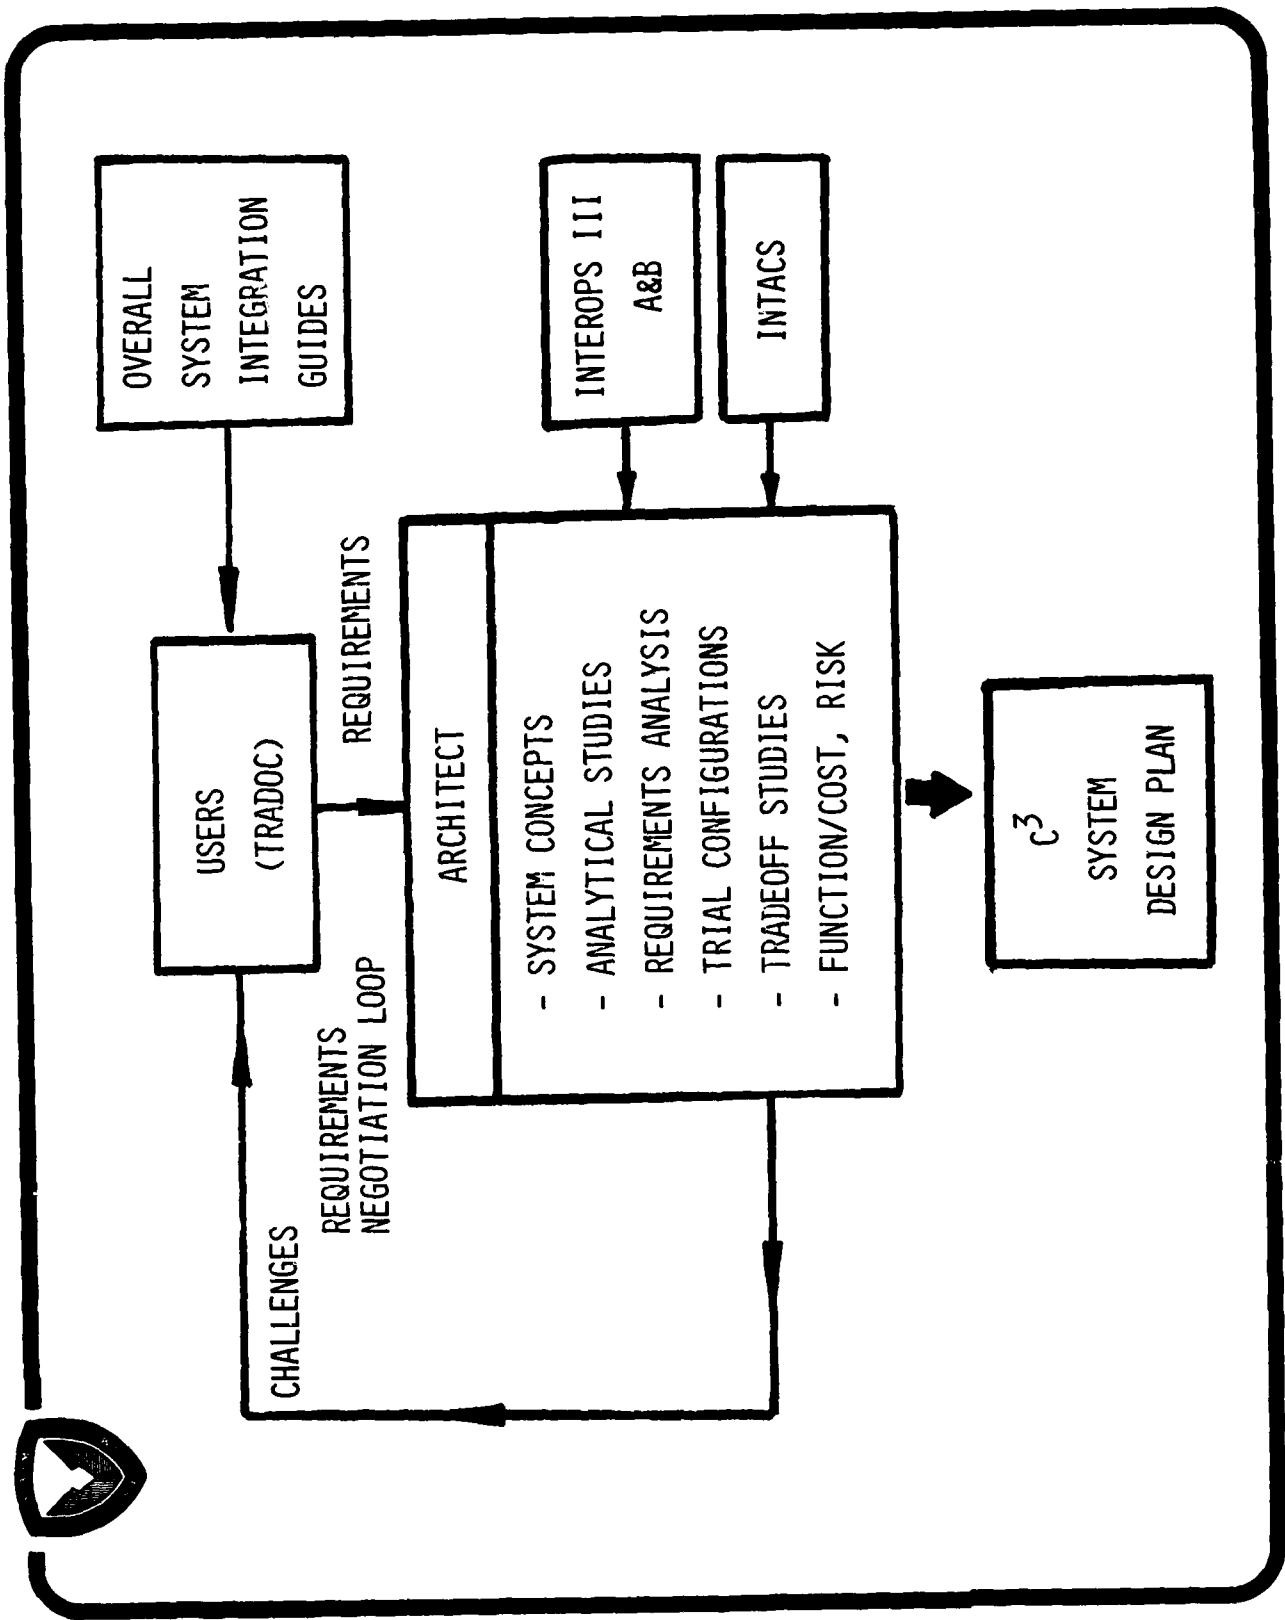 OVERALL
SYSTEM
INTEGRATION
GUIDES
USERS
(TRADOC)
REQUIREMENTS
CHALLENGES
REQUIREMENTS
NEGOTIATION LOOP
ARCHITECT
- SYSTEM CONCEPTS
- ANALYTICAL STUDIES
- REQUIREMENTS ANALYSIS
- TRIAL CONFIGURATIONS
- TRADEOFF STUDIES
- FUNCTION/COST, RISK
INTEROPS III
A&B
INTACS
C³
SYSTEM
DESIGN PLAN